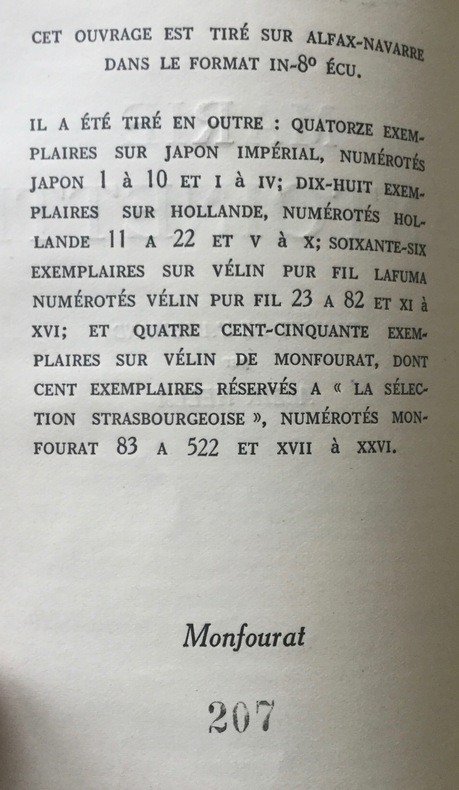 CET OUVRAGE EST TIRÉ SUR ALFAX-NAVARRE
DANS LE FORMAT IN-8º ÉCU.
IL A ÉTÉ TIRÉ EN OUTRE : QUATORZE EXEM-
PLAIRES SUR JAPON IMPÉRIAL, NUMÉROTÉS
JAPON 1 à 10 ET I à IV; DIX-HUIT EXEM-
PLAIRES SUR HOLLANDE, NUMÉROTÉS HOL-
LANDE 11 A 22 ET V à X; SOIXANTE-SIX
EXEMPLAIRES SUR VÉLIN PUR FIL LAFUMA
NUMÉROTÉS VÉLIN PUR FIL 23 A 82 ET XI à
XVI; ET QUATRE CENT-CINQUANTE EXEM-
PLAIRES SUR VÉLIN DE MONFOURAT, DONT
CENT EXEMPLAIRES RÉSERVÉS A « LA SÉLEC-
TION STRASBOURGEOISE », NUMÉROTÉS MON-
FOURAT 83 A 522 ET XVII à XXVI.
Monfourat
207